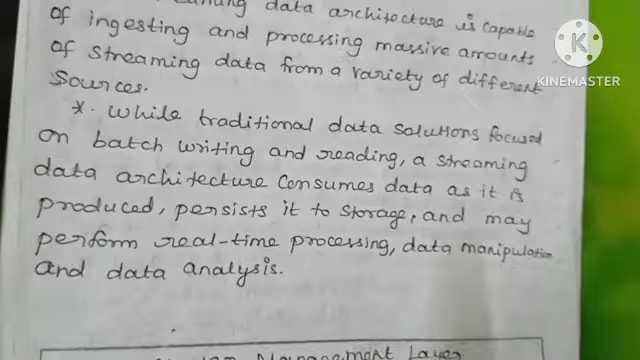 data architecture is capable
of ingesting and processing massive amounts
of streaming data from a variety of different
sources.
*. While traditional data solutions focused
on batch writing and reading, a streaming
data architecture consumes data as it is
produced, persists it to storage, and may
perform real-time processing, data manipulation
and data analysis.
Management Layer
KINEMASTER